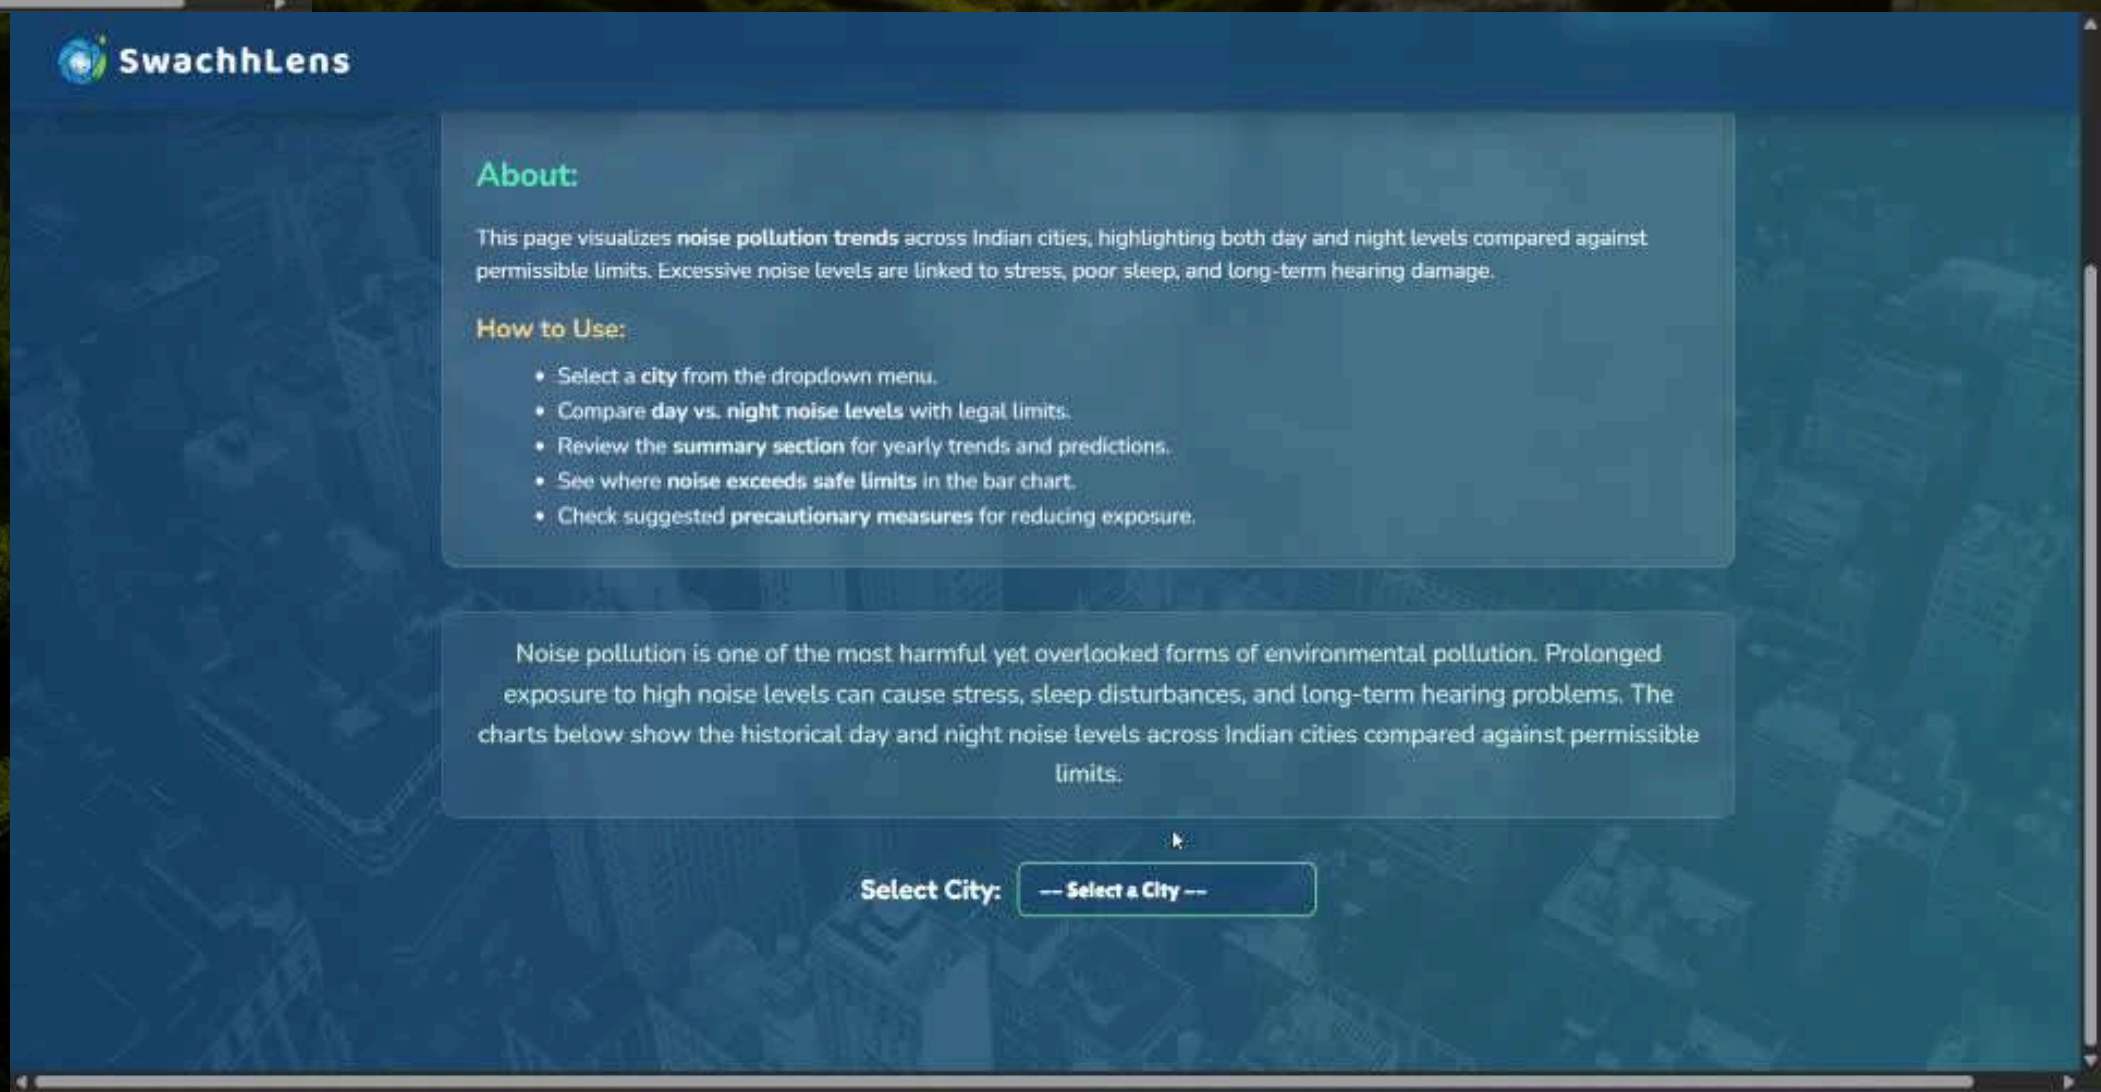 SwachhLens
About:
This page visualizes noise pollution trends across Indian cities, highlighting both day and night levels compared against
permissible limits. Excessive noise levels are linked to stress, poor sleep, and long-term hearing damage.
How to Use:
• Select a city from the dropdown menu.
• Compare day vs. night noise levels with legal limits.
• Review the summary section for yearly trends and predictions.
• See where noise exceeds safe limits in the bar chart.
• Check suggested precautionary measures for reducing exposure.
Noise pollution is one of the most harmful yet overlooked forms of environmental pollution. Prolonged
exposure to high noise levels can cause stress, sleep disturbances, and long-term hearing problems. The
charts below show the historical day and night noise levels across Indian cities compared against permissible
limits.
Select City: -- Select a City --